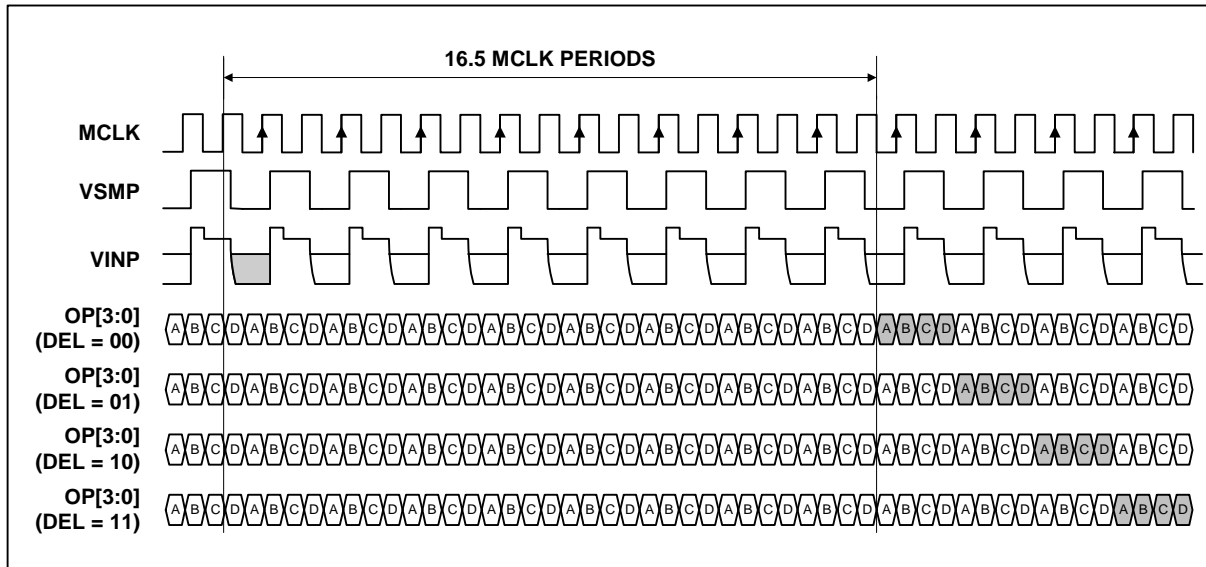 16.5 MCLK PERIODS
MCLK
VSMP
VINP
OP[3:0]
(DEL = 00)
A B C D A B C D A B C D A B C D A B C D A B C D A B C D A B C D A B C D A B C D A B C D A B C D A B C D
OP[3:0]
(DEL = 01)
A B C D A B C D A B C D A B C D A B C D A B C D A B C D A B C D A B C D A B C D A B C D A B C D A B C D
OP[3:0]
(DEL = 10)
A B C D A B C D A B C D A B C D A B C D A B C D A B C D A B C D A B C D A B C D A B C D A B C D A B C D
OP[3:0]
(DEL = 11)
A B C D A B C D A B C D A B C D A B C D A B C D A B C D A B C D A B C D A B C D A B C D A B C D A B C D